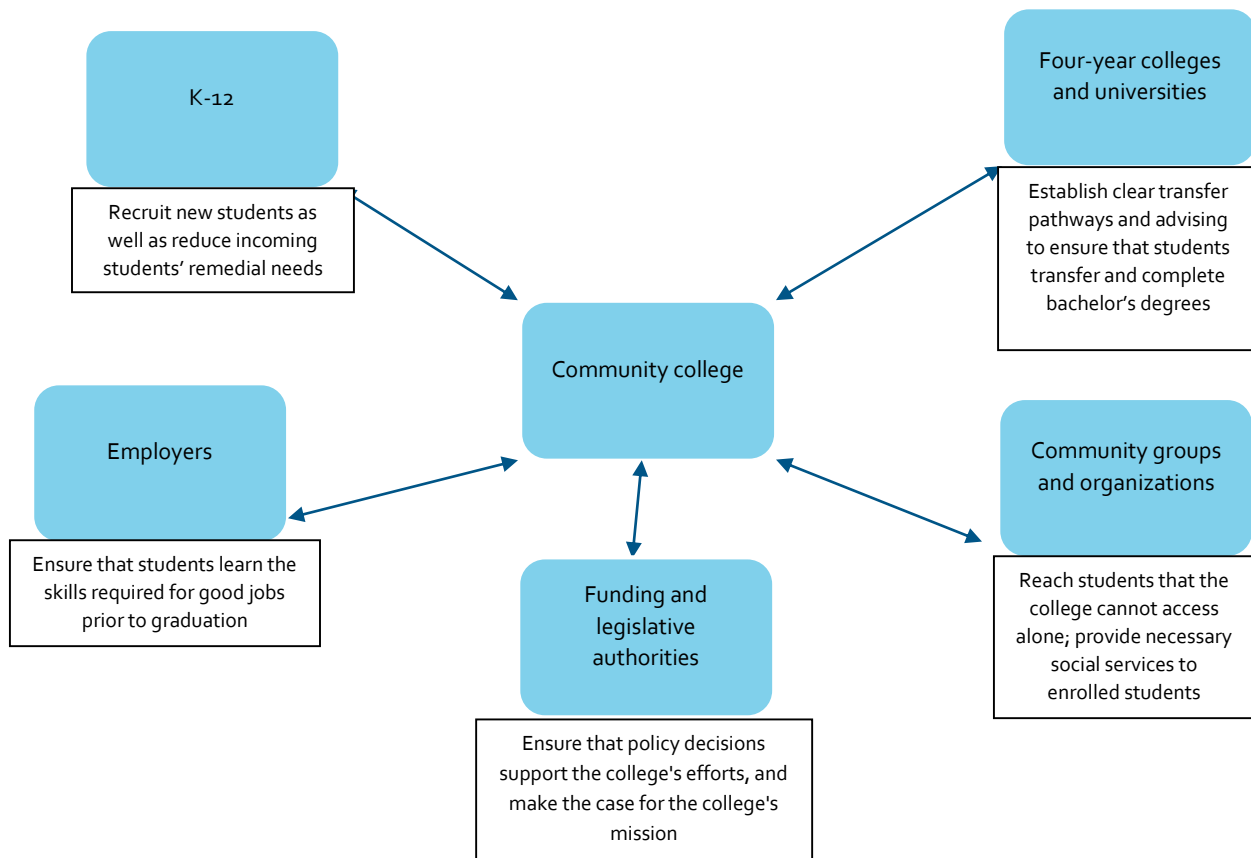 K-12
Recruit new students as
well as reduce incoming
students’ remedial needs
Four-year colleges
and universities
Establish clear transfer
pathways and advising
to ensure that students
transfer and complete
bachelor’s degrees
Community college
Employers
Ensure that students learn the
skills required for good jobs
prior to graduation
Funding and
legislative
authorities
Ensure that policy decisions
support the college's efforts, and
make the case for the college's
mission
Community groups
and organizations
Reach students that the
college cannot access
alone; provide necessary
social services to
enrolled students